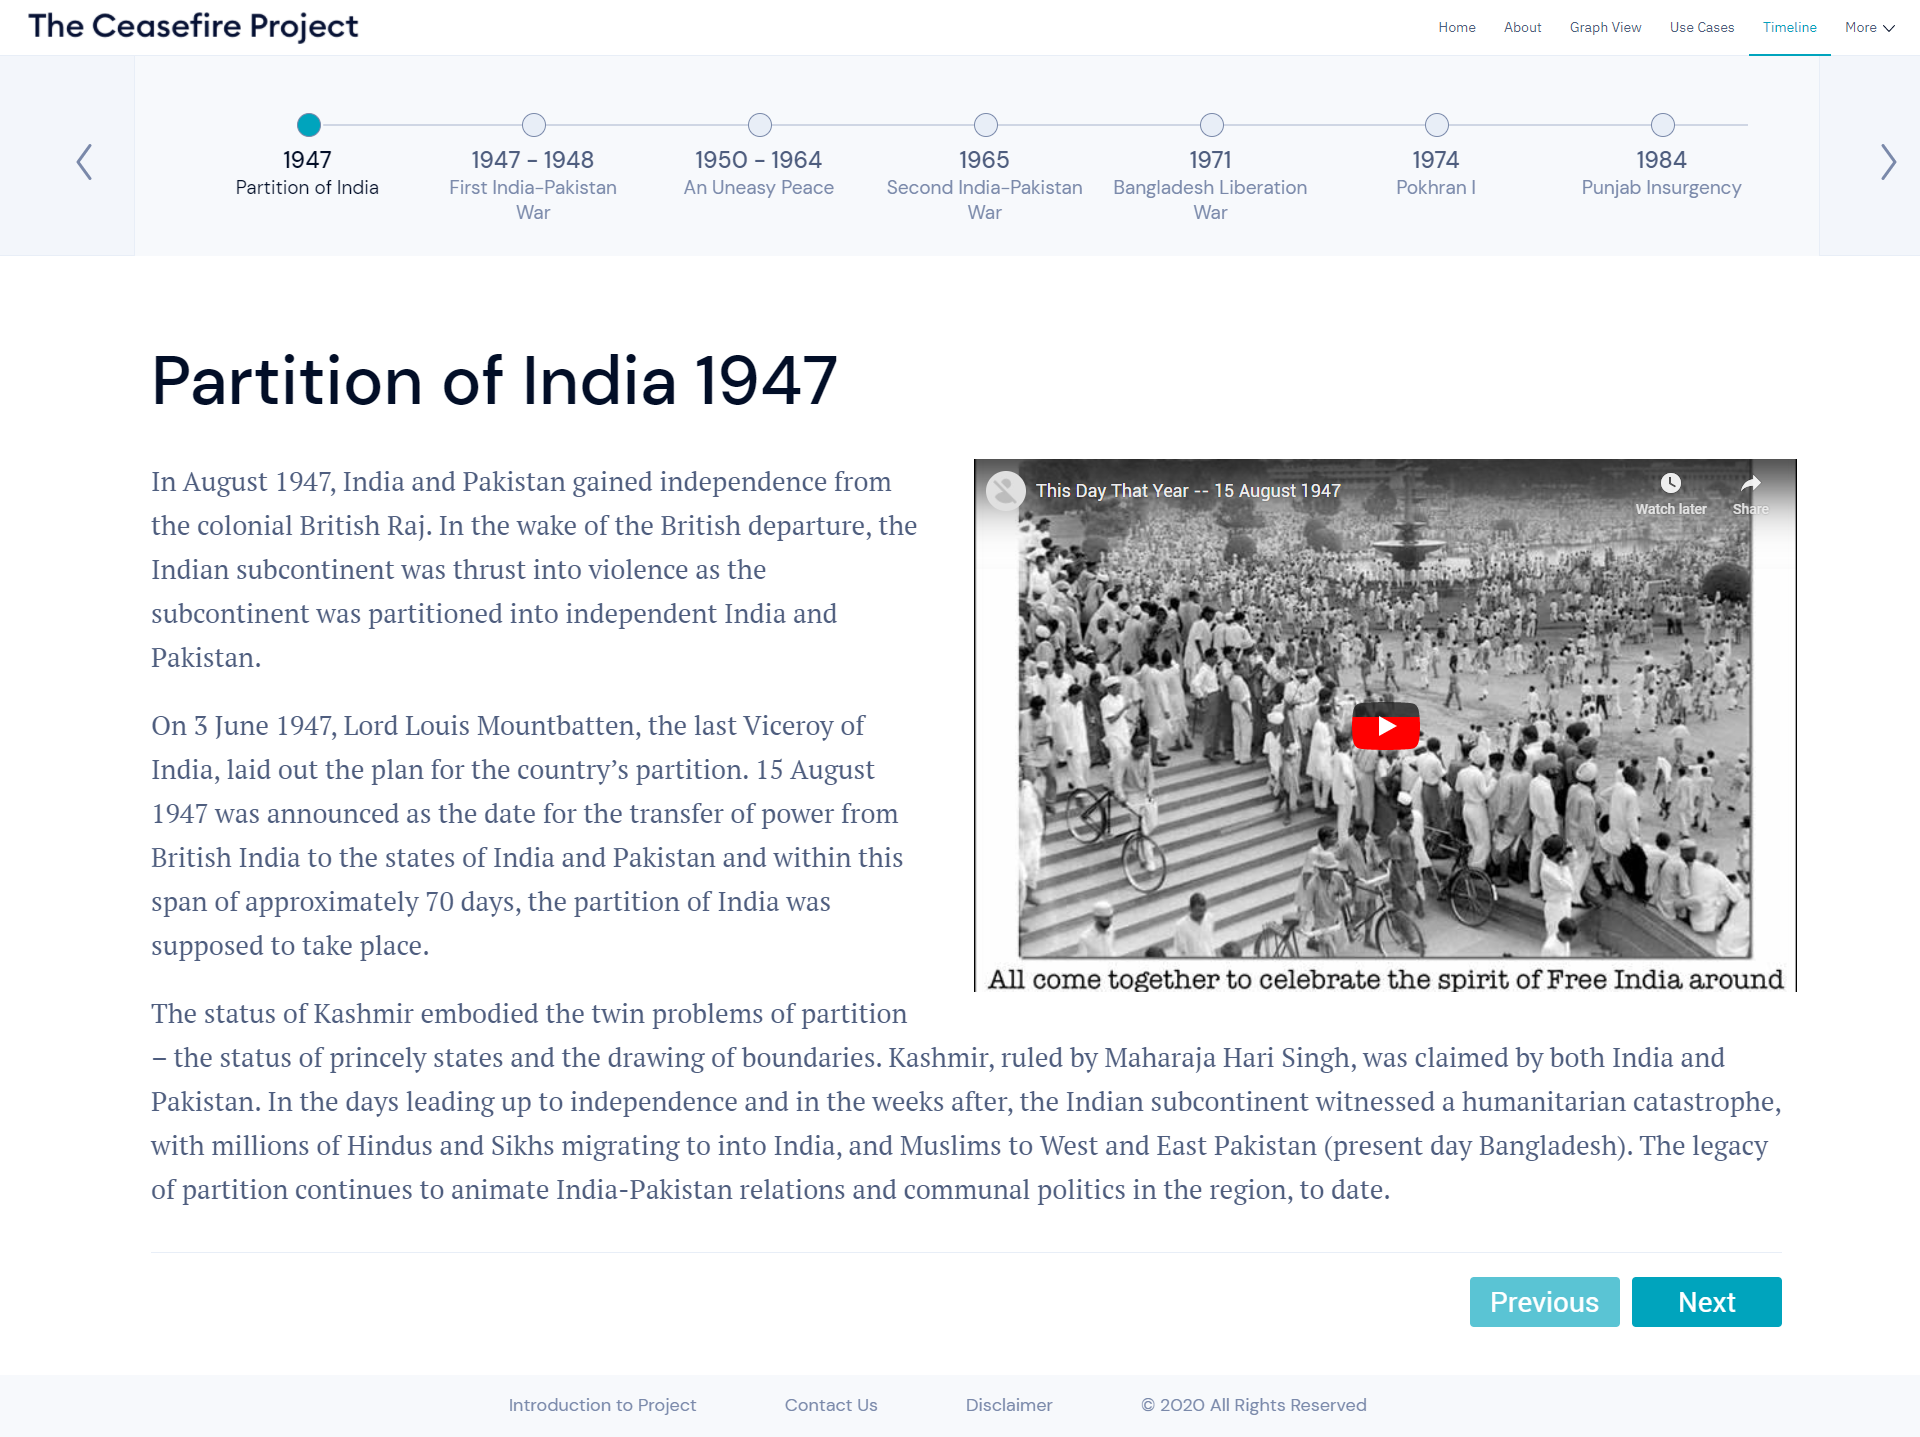 The Ceasefire Project
Home
About
Graph View
Use Cases
Timeline
More
1947
Partition of India
1947 - 1948
First India-Pakistan
War
1950 - 1964
An Uneasy Peace
1965
Second India-Pakistan
War
1971
Bangladesh Liberation
War
1974
Pokhran I
1984
Punjab Insurgency
Partition of India 1947
In August 1947, India and Pakistan gained independence from
the colonial British Raj. In the wake of the British departure, the
Indian subcontinent was thrust into violence as the
subcontinent was partitioned into independent India and
Pakistan.
On 3 June 1947, Lord Louis Mountbatten, the last Viceroy of
India, laid out the plan for the country’s partition. 15 August
1947 was announced as the date for the transfer of power from
British India to the states of India and Pakistan and within this
span of approximately 70 days, the partition of India was
supposed to take place.
This Day That Year -- 15 August 1947
Watch later
Share
All come together to celebrate the spirit of Free India around
The status of Kashmir embodied the twin problems of partition
– the status of princely states and the drawing of boundaries. Kashmir, ruled by Maharaja Hari Singh, was claimed by both India and
Pakistan. In the days leading up to independence and in the weeks after, the Indian subcontinent witnessed a humanitarian catastrophe,
with millions of Hindus and Sikhs migrating to into India, and Muslims to West and East Pakistan (present day Bangladesh). The legacy
of partition continues to animate India-Pakistan relations and communal politics in the region, to date.
Previous
Next
Introduction to Project
Contact Us
Disclaimer
© 2020 All Rights Reserved